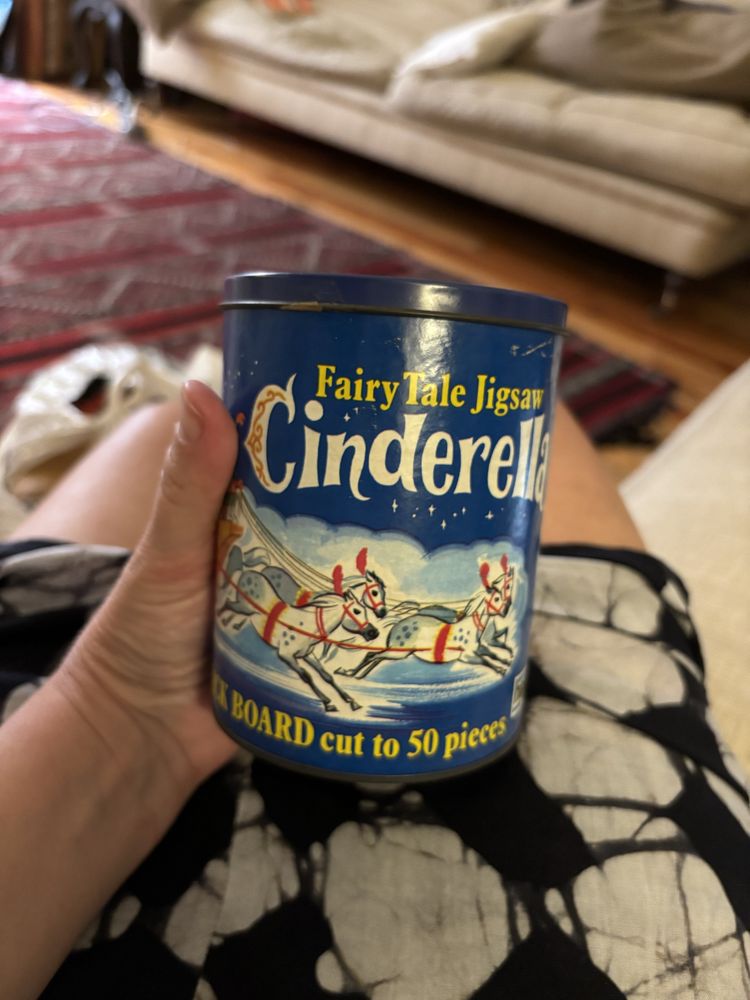 Fairy Tale Jigsaw
Cinderella
BOARD cut to 50 pieces